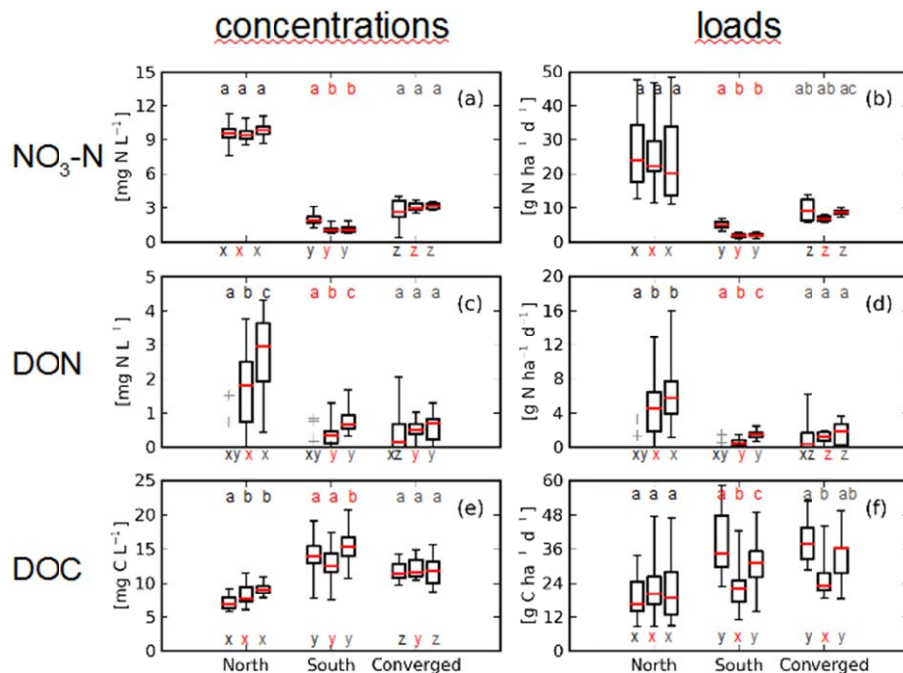 concentrations loads
NO3-N
[mg N L−1]
15
12
9
6
3
0
a a a a b b a a a
(a)
x x x y y y z z z
[g N ha−1 d−1]
50
40
30
20
10
0
a a a a b b ab ab ac
(b)
x x x y y y z z z
DON
[mg N L−1]
5
4
3
2
1
0
a b c a b c a a a
(c)
xy x x xy y y xz y y
[g N ha−1 d−1]
20
16
12
8
4
0
a b b a b c a a a
(d)
xy x x xy y y xz z z
DOC
[mg C L−1]
25
20
15
10
5
0
a b b a a b a a a
(e)
x x x y y y z y z
North South Converged
[g C ha−1 d−1]
60
48
36
24
12
0
a a a a b c a b ab
(f)
x x x y x y y x y
North South Converged